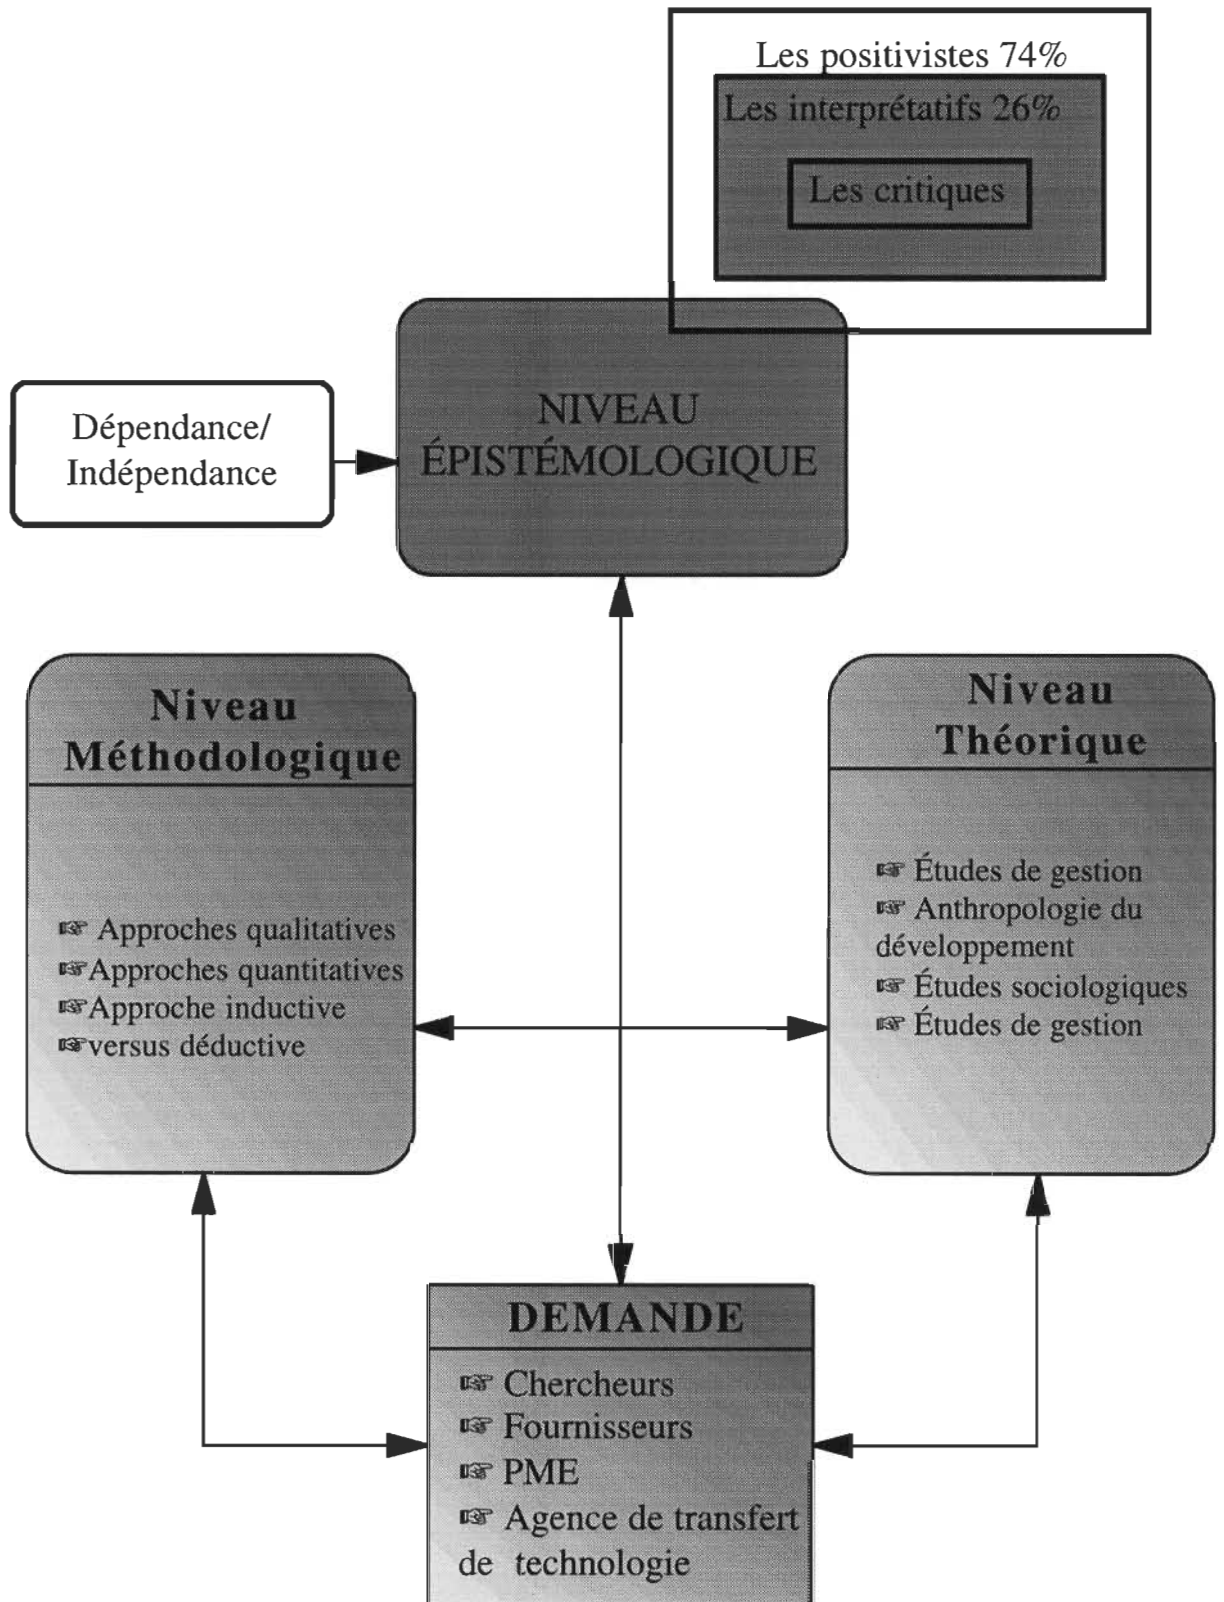 Les positivistes 74%
Les interprétatifs 26%
Les critiques
NIVEAU
ÉPISTÉMOLOGIQUE
Dépendance/
Indépendance
Niveau
Méthodologique
☞ Approches qualitatives
☞Approches quantitatives
☞Approche inductive
☞versus déductive
Niveau
Théorique
☞ Études de gestion
☞ Anthropologie du
développement
☞ Études sociologiques
☞ Études de gestion
DEMANDE
☞ Chercheurs
☞ Fournisseurs
☞ PME
☞ Agence de transfert
de technologie